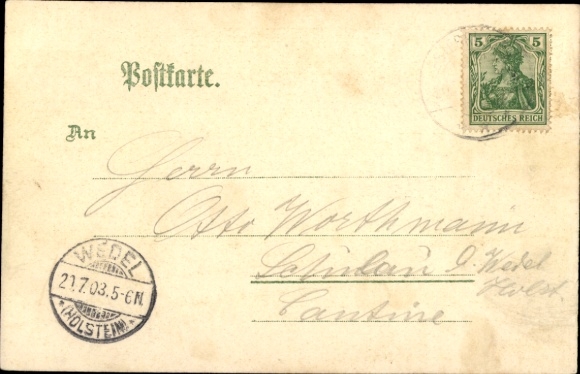 5 5
DEUTSCHES REICH
Postkarte.
An
Herrn
Otto Worthmann
Schulau b. Wedel
Holst.
Cantine
WEDEL
21.7.03.5-6N.
*(HOLSTEIN)*